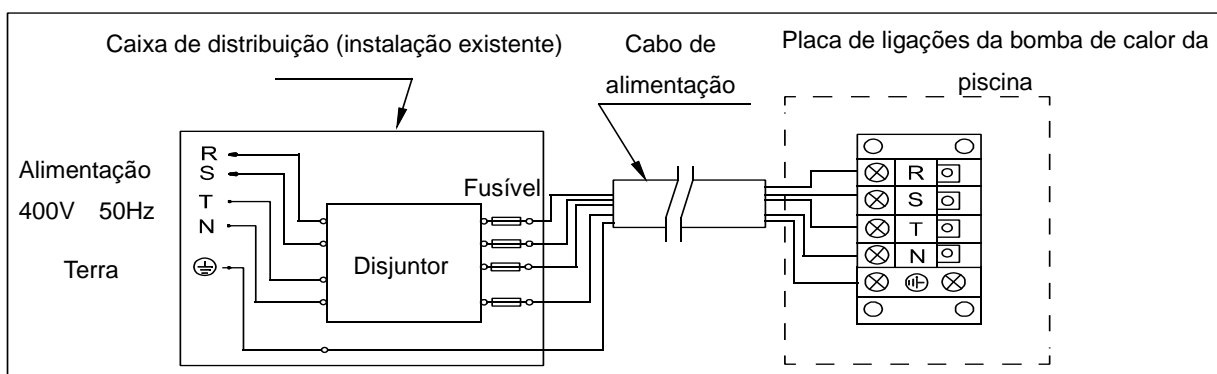 Caixa de distribuição (instalação existente)
Cabo de
alimentação
Placa de ligações da bomba de calor da
piscina
Alimentação
400V 50Hz
Terra
R
S
T
N
Disjuntor
Fusível
R
S
T
N